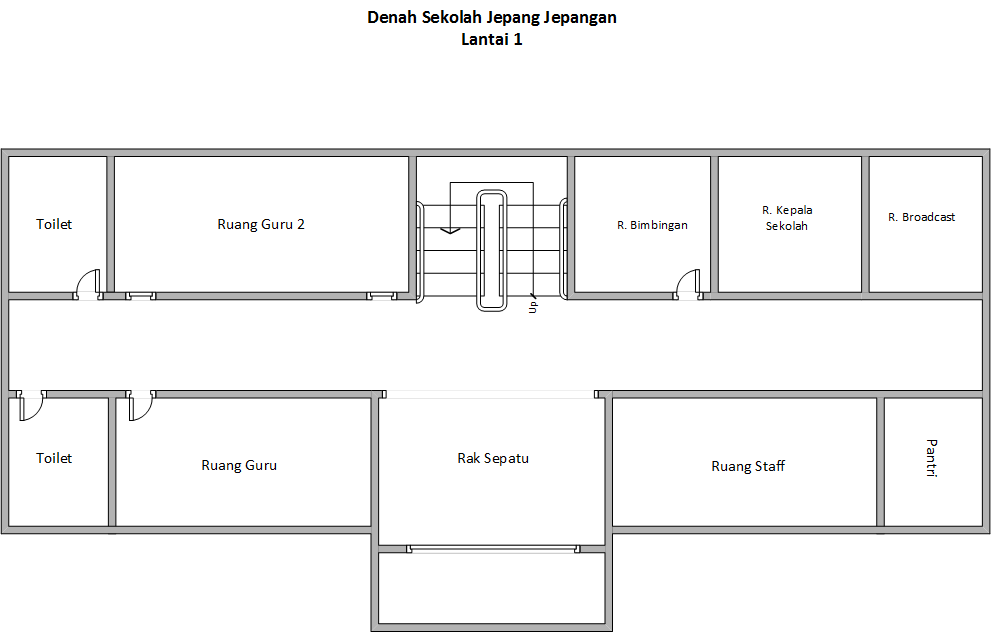 Denah Sekolah Jepang Jepangan
Lantai 1
Toilet
Ruang Guru 2
R. Bimbingan
R. Kepala
Sekolah
R. Broadcast
Up
Toilet
Ruang Guru
Rak Sepatu
Ruang Staff
Pantri